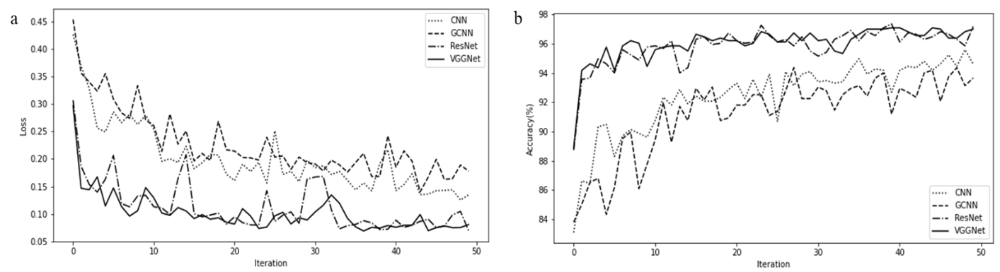 a
0.45
0.40
0.35
0.30
0.25
0.20
0.15
0.10
0.05
Loss
0 10 20 30 40 50
Iteration
CNN
GCNN
ResNet
VGGNet
b
98
96
94
92
90
88
86
84
Accuracy(%)
0 10 20 30 40 50
Iteration
CNN
GCNN
ResNet
VGGNet